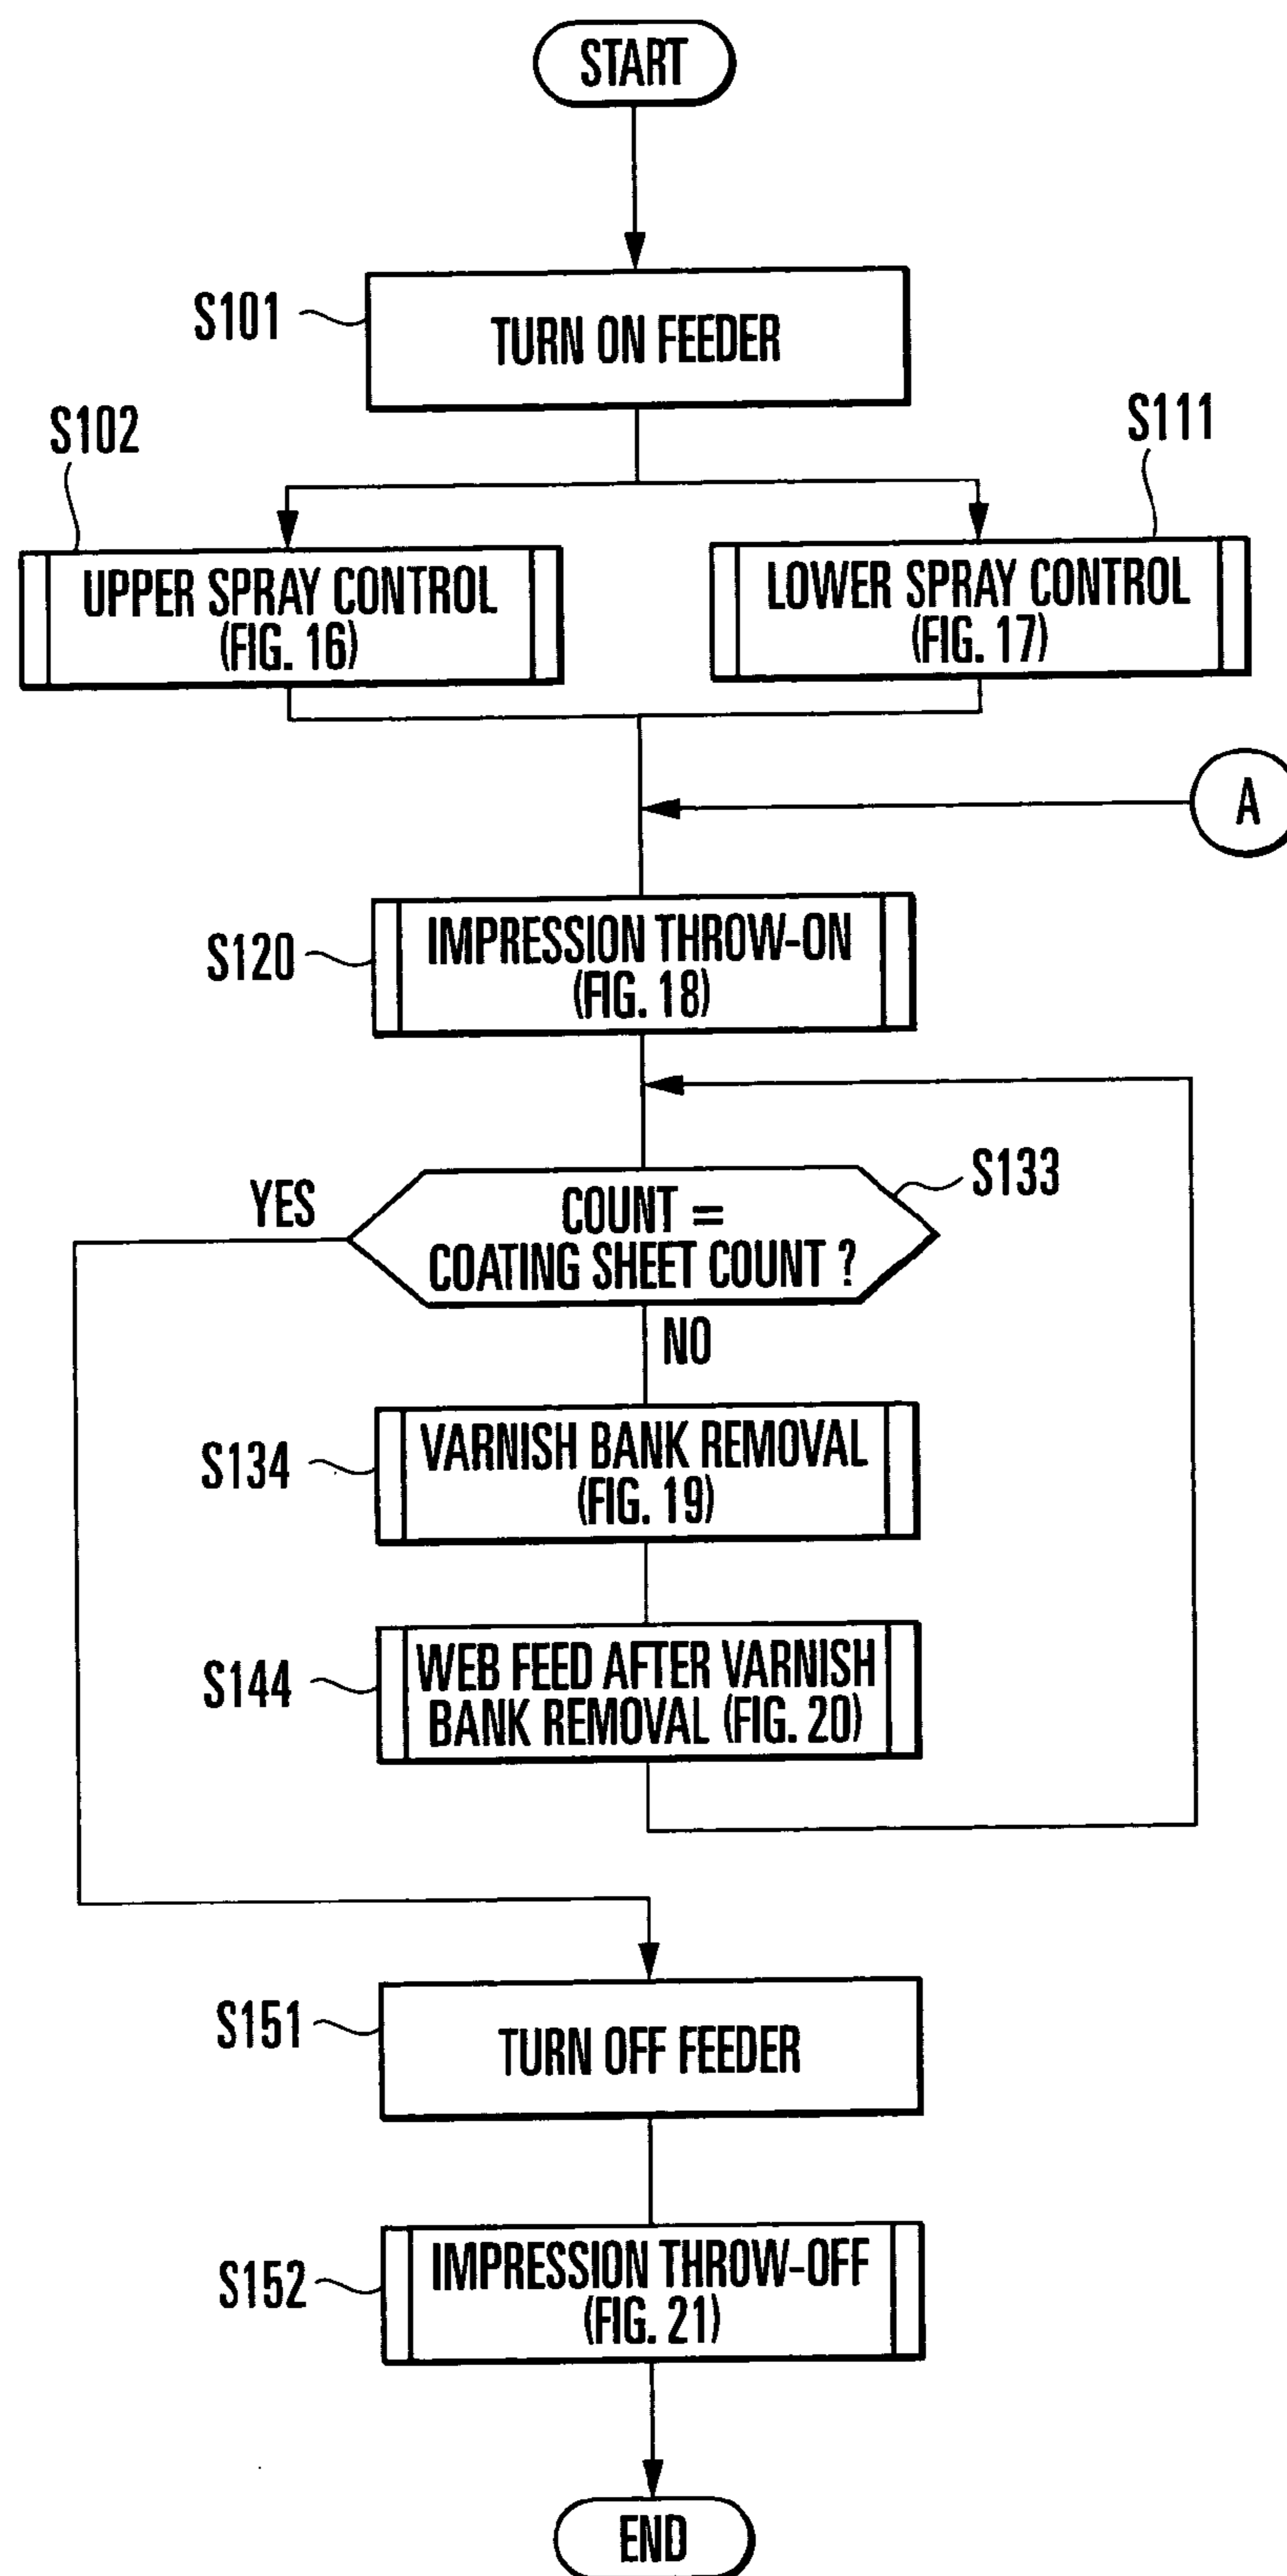 START
S101
TURN ON FEEDER
S102
S111
UPPER SPRAY CONTROL
(FIG. 16)
LOWER SPRAY CONTROL
(FIG. 17)
A
S120
IMPRESSION THROW-ON
(FIG. 18)
S133
YES
COUNT =
COATING SHEET COUNT ?
NO
S134
VARNISH BANK REMOVAL
(FIG. 19)
S144
WEB FEED AFTER VARNISH
BANK REMOVAL (FIG. 20)
S151
TURN OFF FEEDER
S152
IMPRESSION THROW-OFF
(FIG. 21)
END